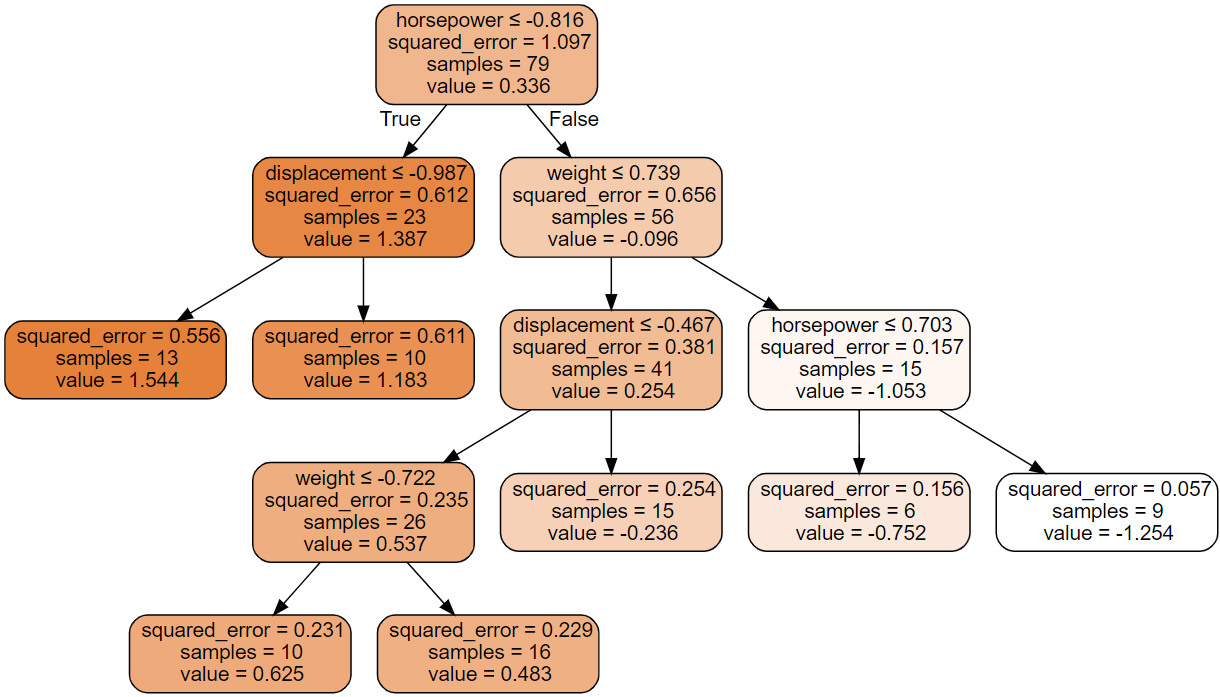 horsepower ≤ -0.816
squared_error = 1.097
samples = 79
value = 0.336
True
False
displacement ≤ -0.987
squared_error = 0.612
samples = 23
value = 1.387
weight ≤ 0.739
squared_error = 0.656
samples = 56
value = -0.096
squared_error = 0.556
samples = 13
value = 1.544
squared_error = 0.611
samples = 10
value = 1.183
displacement ≤ -0.467
squared_error = 0.381
samples = 41
value = 0.254
horsepower ≤ 0.703
squared_error = 0.157
samples = 15
value = -1.053
weight ≤ -0.722
squared_error = 0.235
samples = 26
value = 0.537
squared_error = 0.254
samples = 15
value = -0.236
squared_error = 0.156
samples = 6
value = -0.752
squared_error = 0.057
samples = 9
value = -1.254
squared_error = 0.231
samples = 10
value = 0.625
squared_error = 0.229
samples = 16
value = 0.483